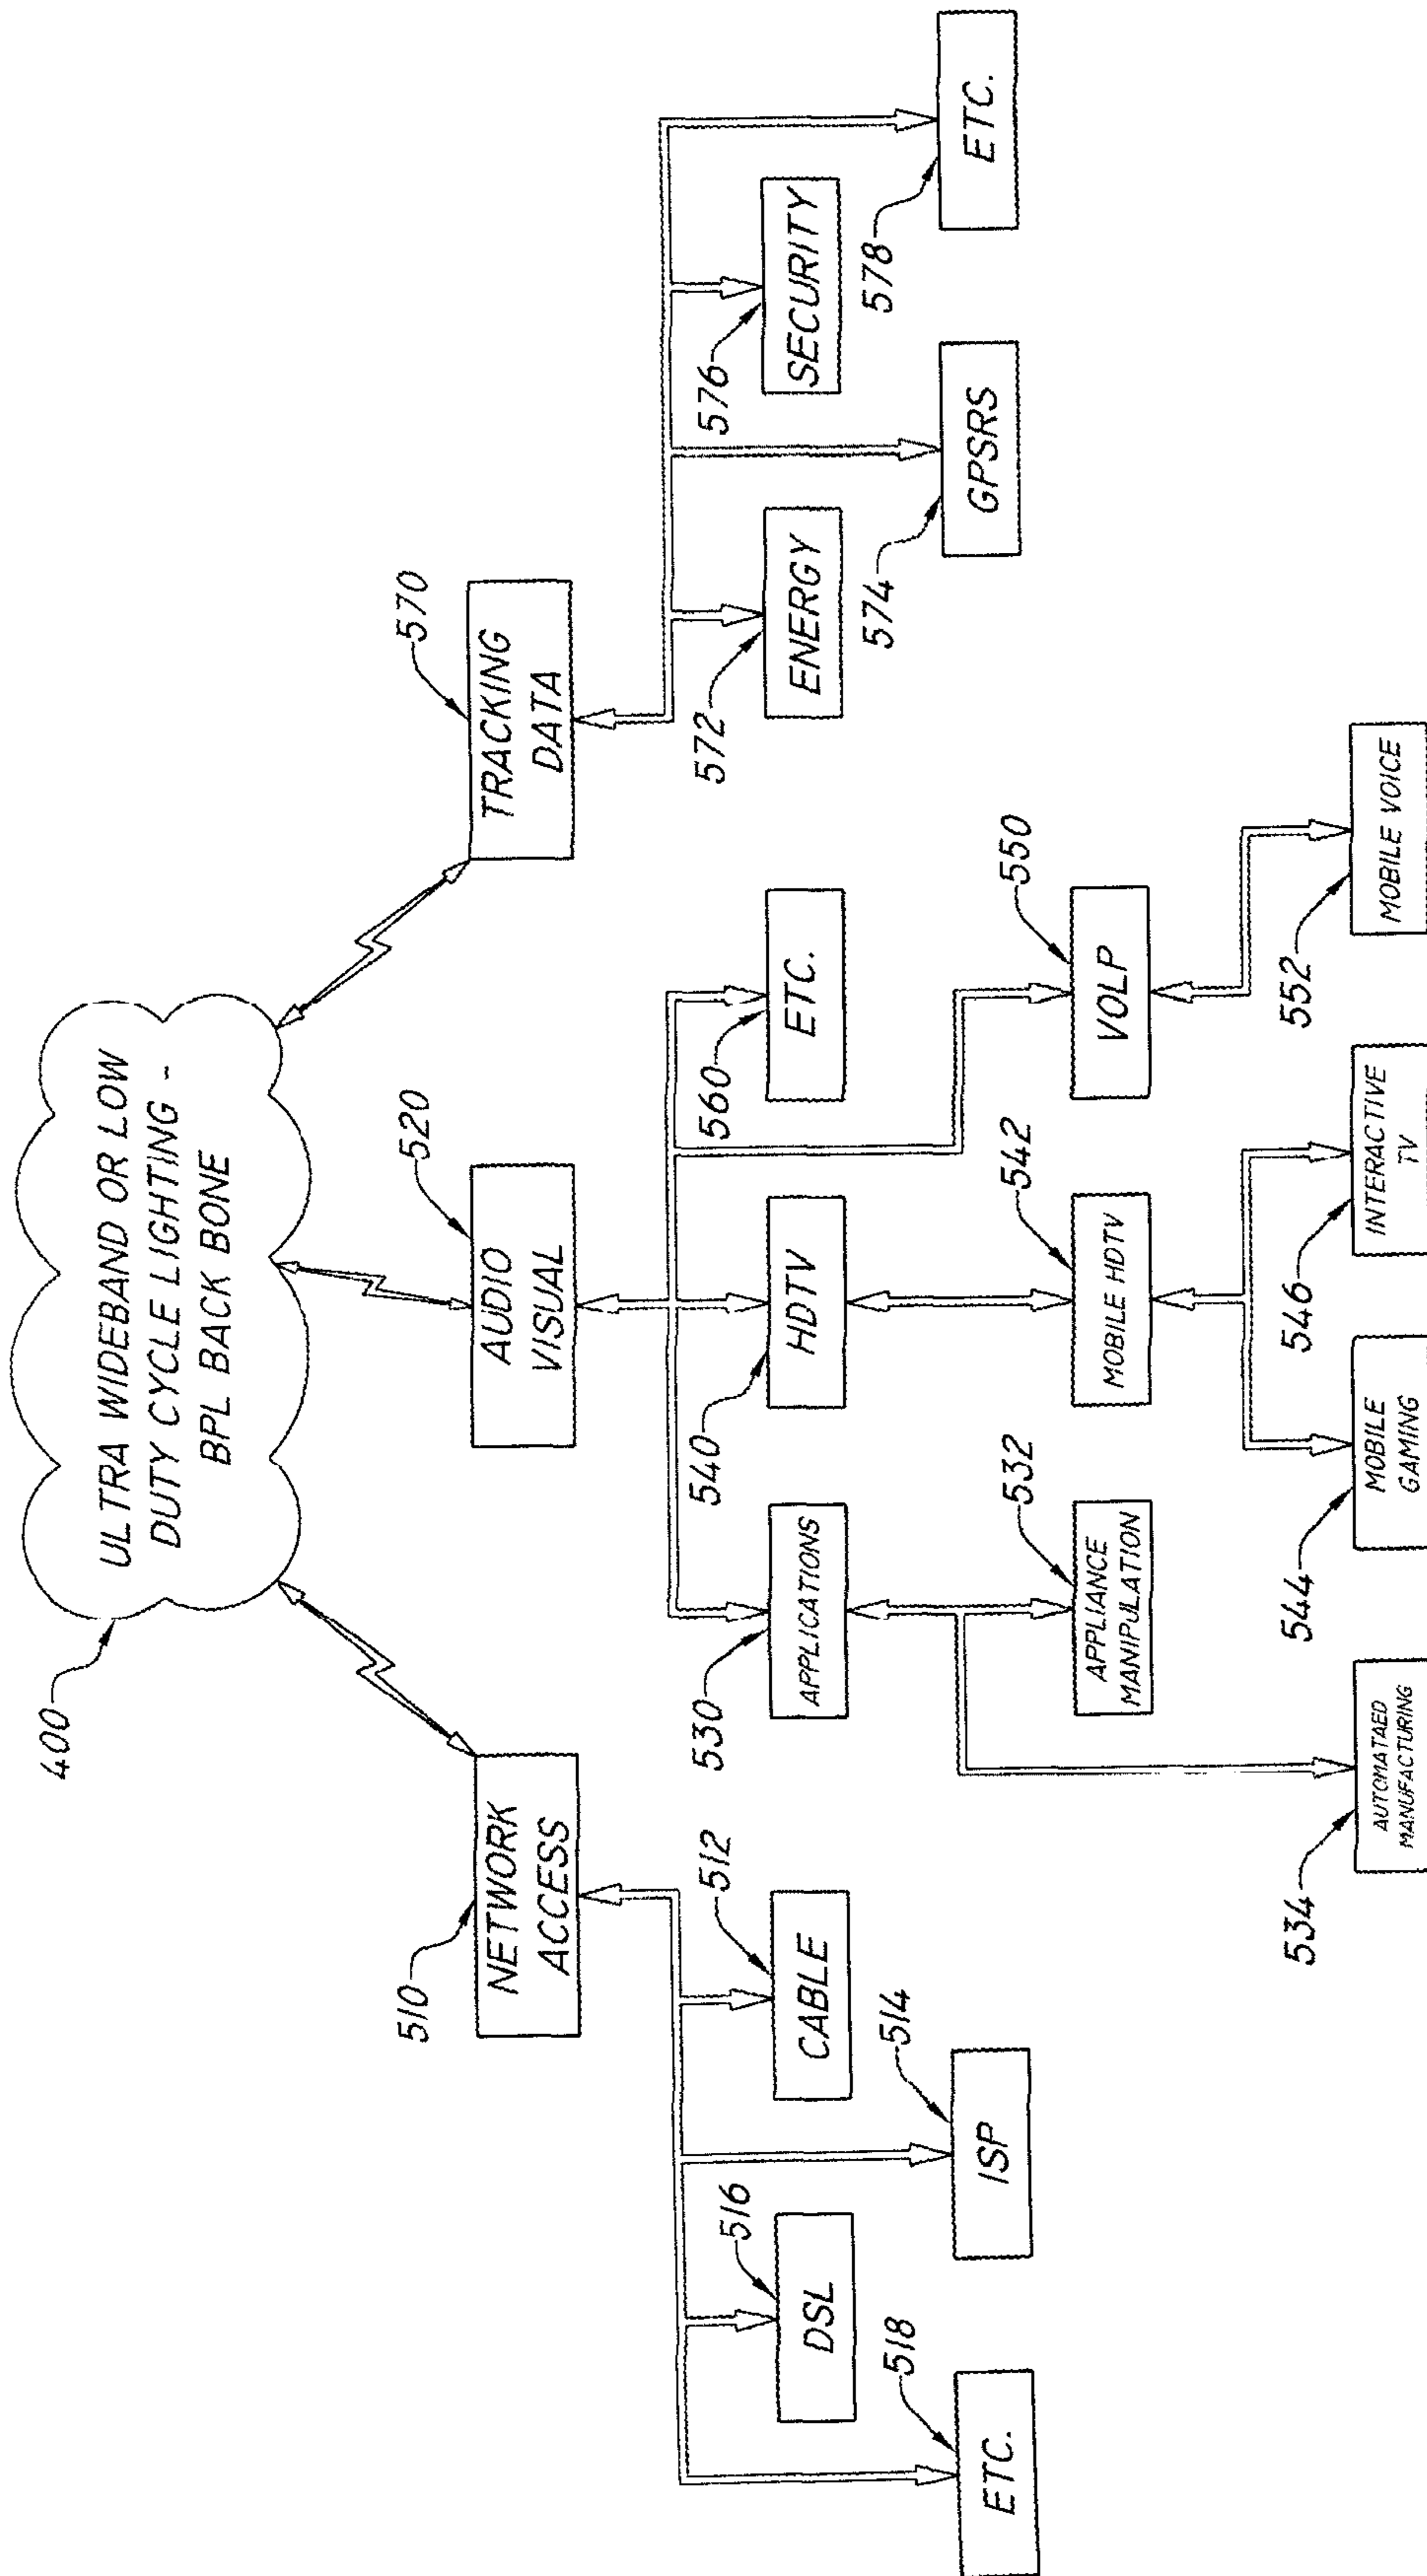 400
ULTRA WIDEBAND OR LOW
DUTY CYCLE LIGHTING -
BPL BACK BONE
510
NETWORK
ACCESS
520
AUDIO
VISUAL
570
TRACKING
DATA
516
DSL
512
CABLE
518
ETC.
514
ISP
530
APPLICATIONS
540
HDTV
560
ETC.
572
ENERGY
576
SECURITY
574
GPSRS
578
ETC.
532
APPLIANCE
MANIPULATION
542
MOBILE HDTV
550
VOLP
534
AUTOMATAED
MANUFACTURING
544
MOBILE
GAMING
546
INTERACTIVE
TV
552
MOBILE VOICE